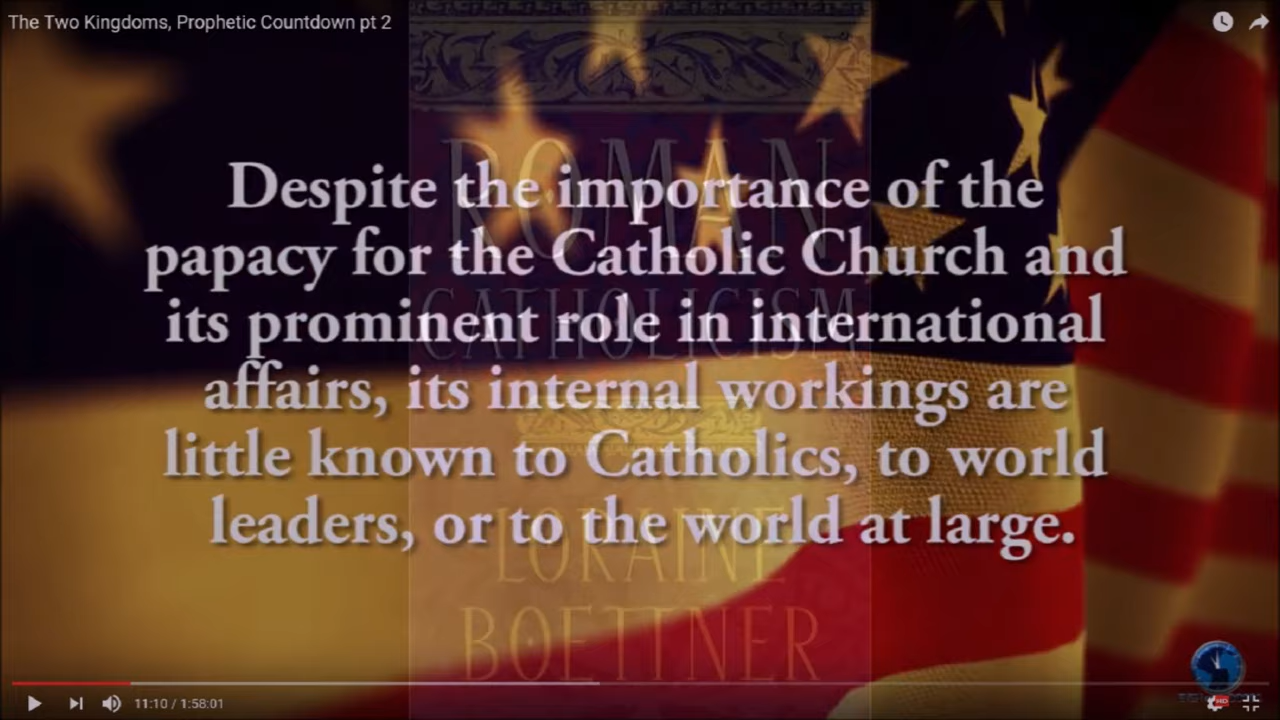 The Two Kingdoms, Prophetic Countdown pt 2
ROMAN
CATHOLICISM
LORAINE
BOETTNER
Despite the importance of the
papacy for the Catholic Church and
its prominent role in international
affairs, its internal workings are
little known to Catholics, to world
leaders, or to the world at large.
11:10 / 1:58:01
HD